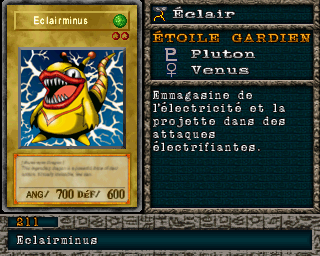 Eclairminus
ANG/ 700 DéF/ 600
Éclair
ÉTOILE GARDIEN
Pluton
Venus
Emmagasine de
l'électricité et la
projette dans des
attaques
électrifiantes.
211
Eclairminus